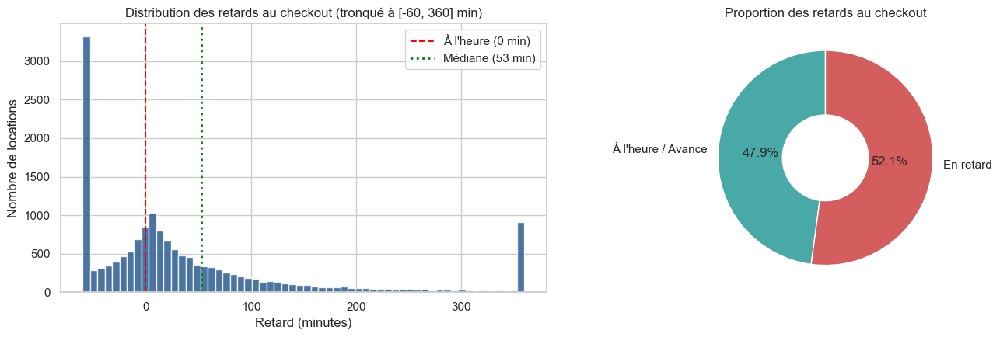 Distribution des retards au checkout (tronqué à [-60, 360] min)
À l'heure (0 min)
Médiane (53 min)
Nombre de locations
3000
2500
2000
1500
1000
500
0
0 100 200 300
Retard (minutes)
Proportion des retards au checkout
À l'heure / Avance
47.9%
52.1%
En retard